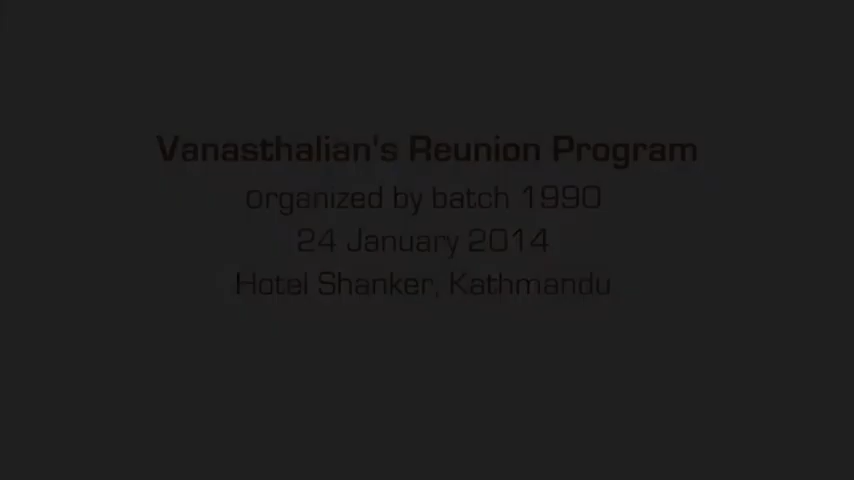 Vanasthalian's Reunion Program
organized by batch 1990
24 January 2014
Hotel Shanker, Kathmandu